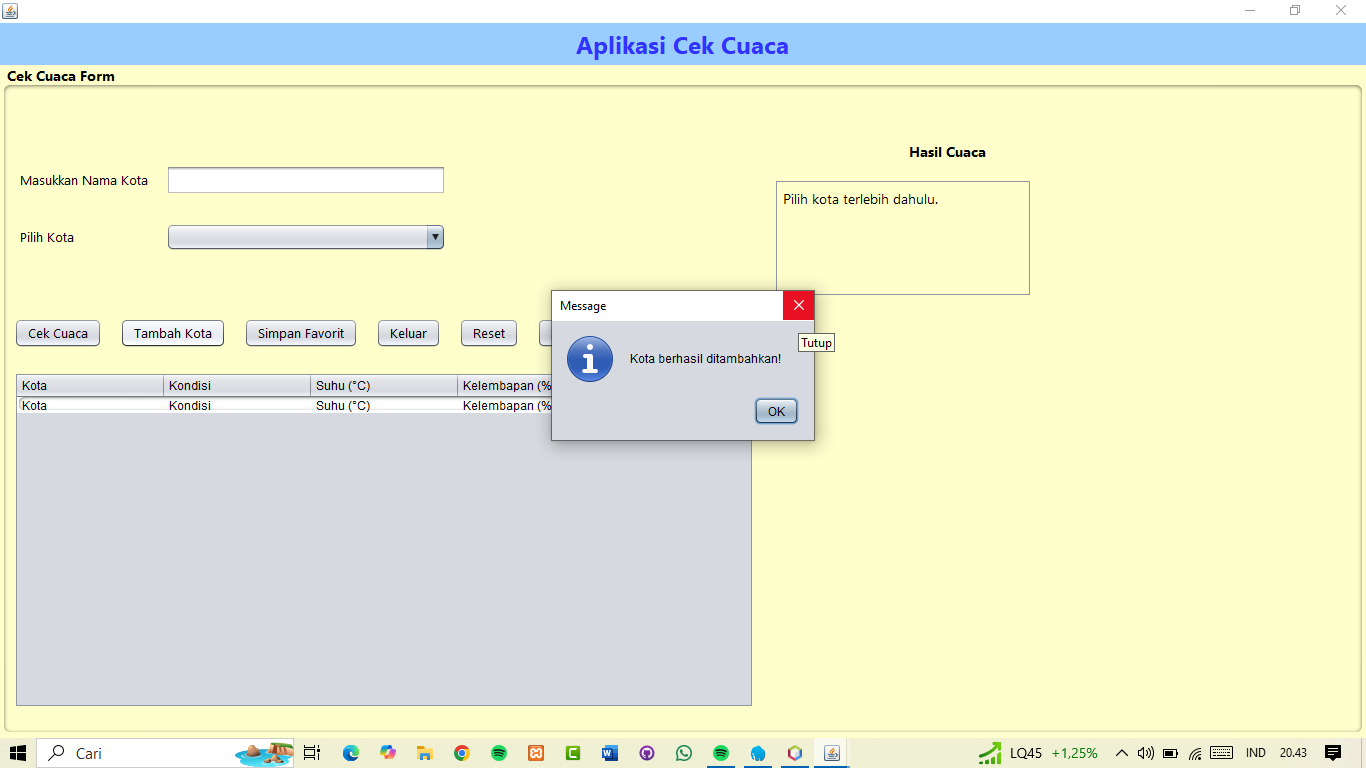 Aplikasi Cek Cuaca
Cek Cuaca Form
Hasil Cuaca
Masukkan Nama Kota
Pilih kota terlebih dahulu.
Pilih Kota
Message
Kota berhasil ditambahkan!
OK
Tutup
Cek Cuaca Tambah Kota Simpan Favorit Keluar Reset
Kota Kondisi Suhu (°C) Kelembapan (%
Kota Kondisi Suhu (°C) Kelembapan (%
Cari LQ45 +1,25% IND 20.43